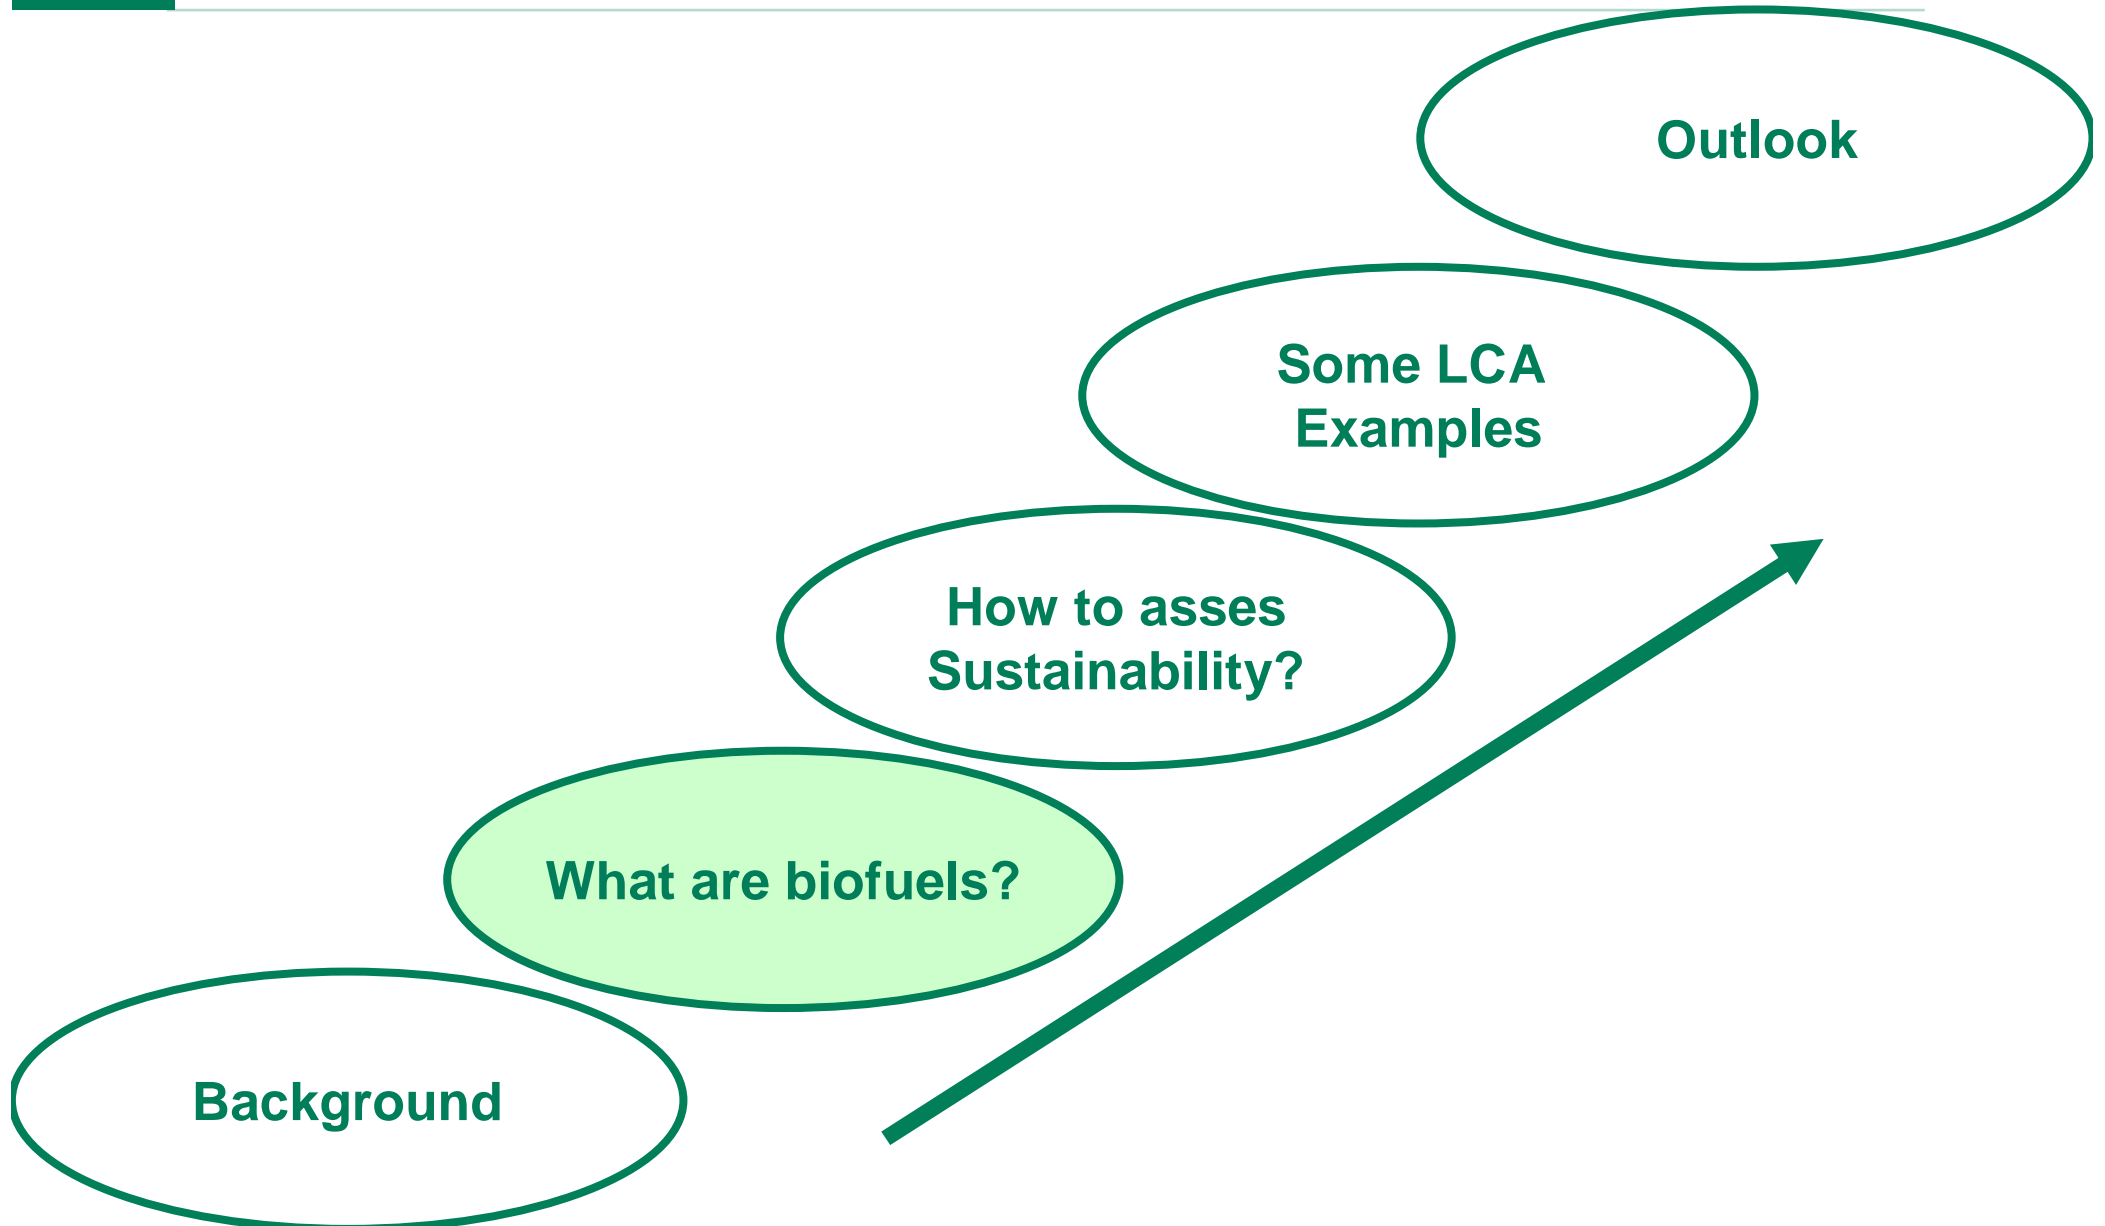 Outlook
Some LCA
Examples
How to asses
Sustainability?
What are biofuels?
Background